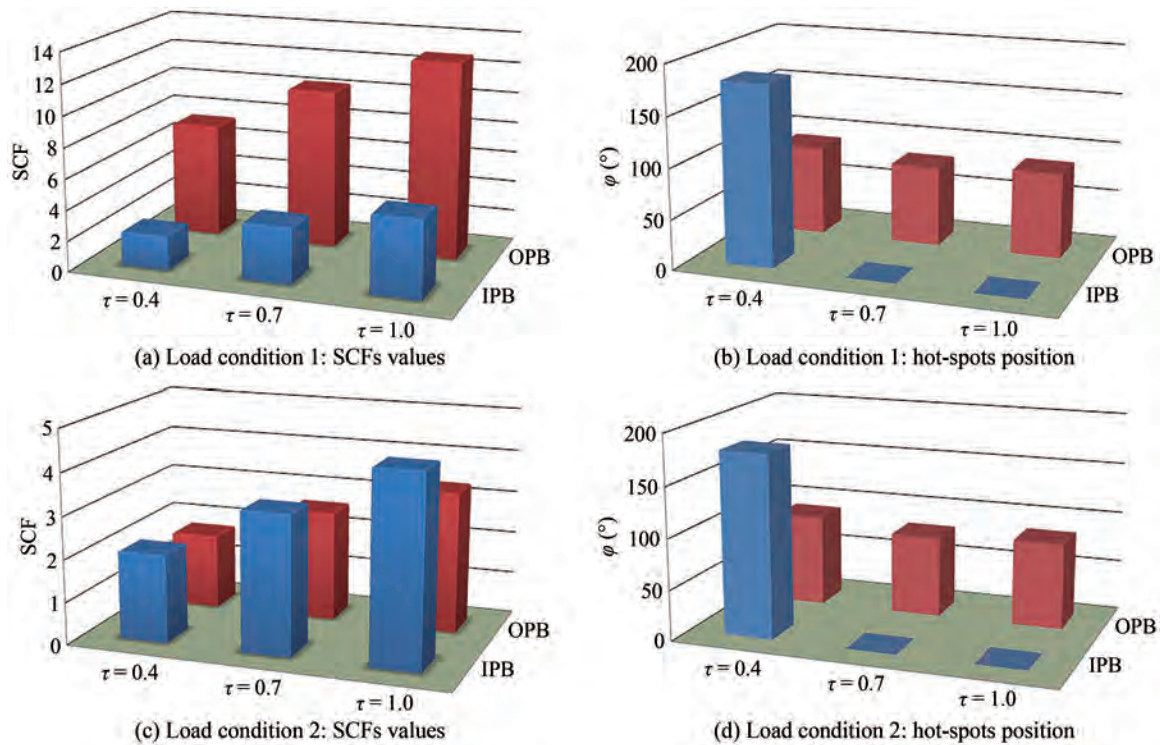 14
12
10
8
6
4
2
0
SCF
τ = 0.4
τ = 0.7
τ = 1.0
OPB
IPB
(a) Load condition 1: SCFs values
200
150
100
50
0
φ (°)
τ = 0.4
τ = 0.7
τ = 1.0
OPB
IPB
(b) Load condition 1: hot-spots position
5
4
3
2
1
0
SCF
τ = 0.4
τ = 0.7
τ = 1.0
OPB
IPB
(c) Load condition 2: SCFs values
200
150
100
50
0
φ (°)
τ = 0.4
τ = 0.7
τ = 1.0
OPB
IPB
(d) Load condition 2: hot-spots position